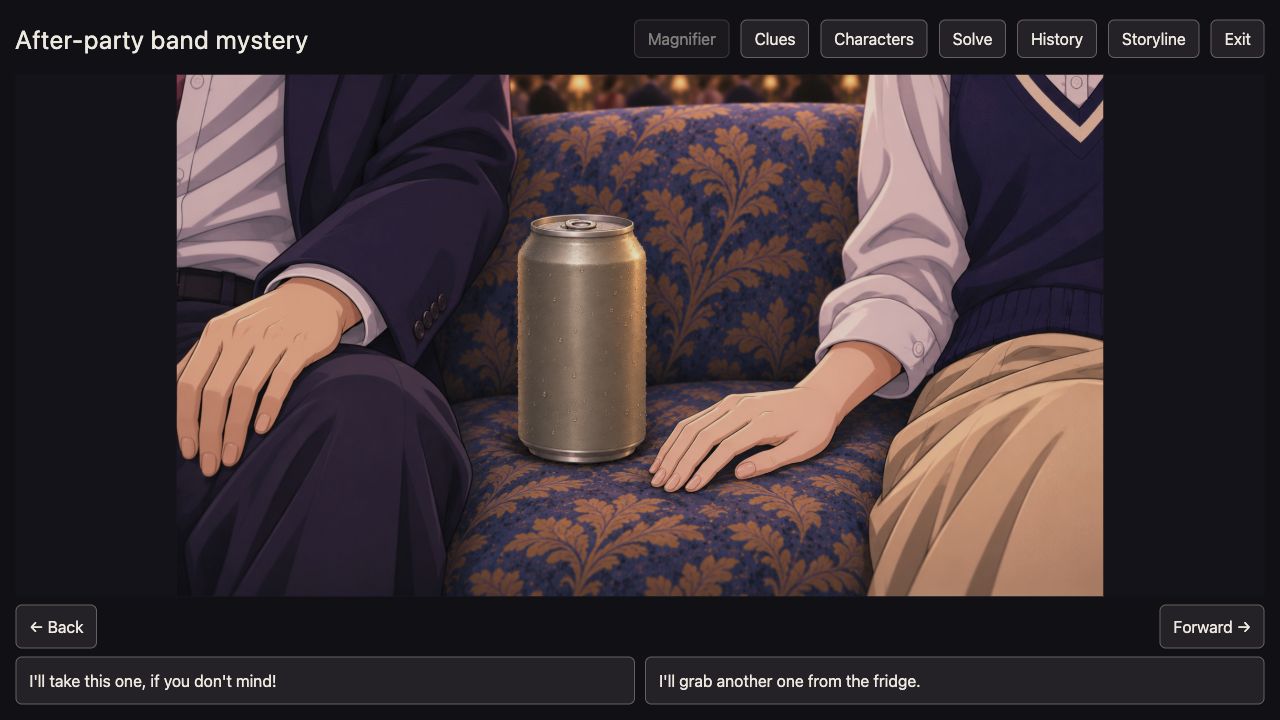 After-party band mystery
Magnifier
Clues
Characters
Solve
History
Storyline
Exit
← Back
Forward →
I'll take this one, if you don't mind!
I'll grab another one from the fridge.